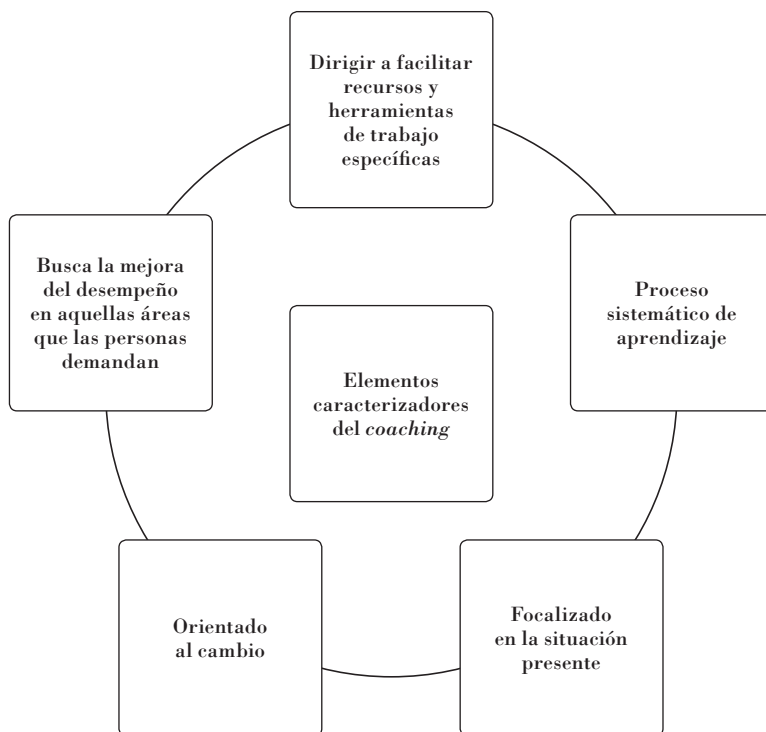 Dirigir a facilitar
recursos y
herramientas
de trabajo
específicas
Busca la mejora
del desempeño
en aquellas áreas
que las personas
demandan
Proceso
sistemático de
aprendizaje
Elementos
caracterizadores
del coaching
Orientado
al cambio
Focalizado
en la situación
presente